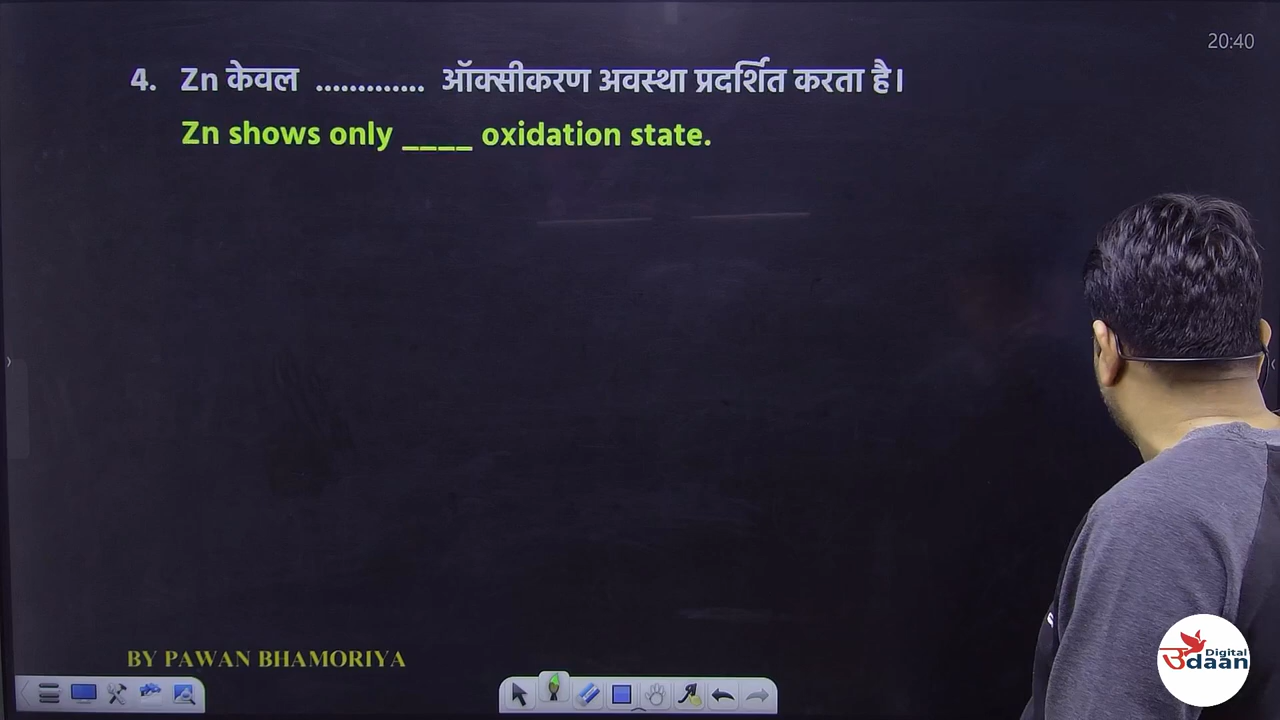 20:40
4. Zn केवल ............. ऑक्सीकरण अवस्था प्रदर्शित करता है।
Zn shows only ____ oxidation state.
BY PAWAN BHAMORIYA
Digital
उdaan